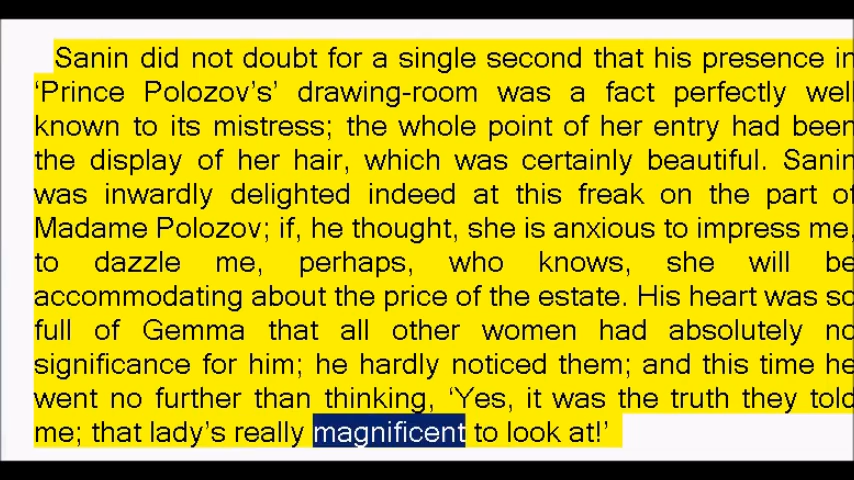 Sanin did not doubt for a single second that his presence in
‘Prince Polozov’s’ drawing-room was a fact perfectly well
known to its mistress; the whole point of her entry had been
the display of her hair, which was certainly beautiful. Sanin
was inwardly delighted indeed at this freak on the part of
Madame Polozov; if, he thought, she is anxious to impress me,
to dazzle me, perhaps, who knows, she will be
accommodating about the price of the estate. His heart was so
full of Gemma that all other women had absolutely no
significance for him; he hardly noticed them; and this time he
went no further than thinking, ‘Yes, it was the truth they told
me; that lady’s really magnificent to look at!’